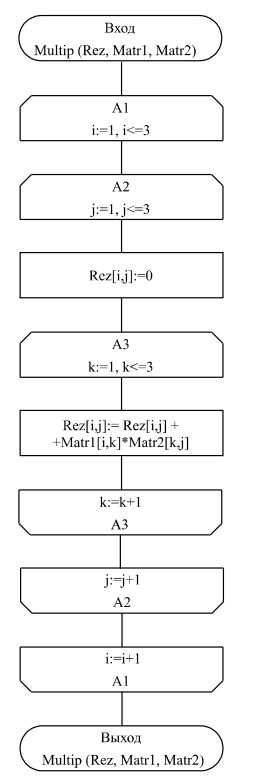 Вход
Multip (Rez, Matr1, Matr2)
A1
i:=1, i<=3
A2
j:=1, j<=3
Rez[i,j]:=0
A3
k:=1, k<=3
Rez[i,j]:= Rez[i,j] +
+Matr1[i,k]*Matr2[k,j]
k:=k+1
A3
j:=j+1
A2
i:=i+1
A1
Выход
Multip (Rez, Matr1, Matr2)